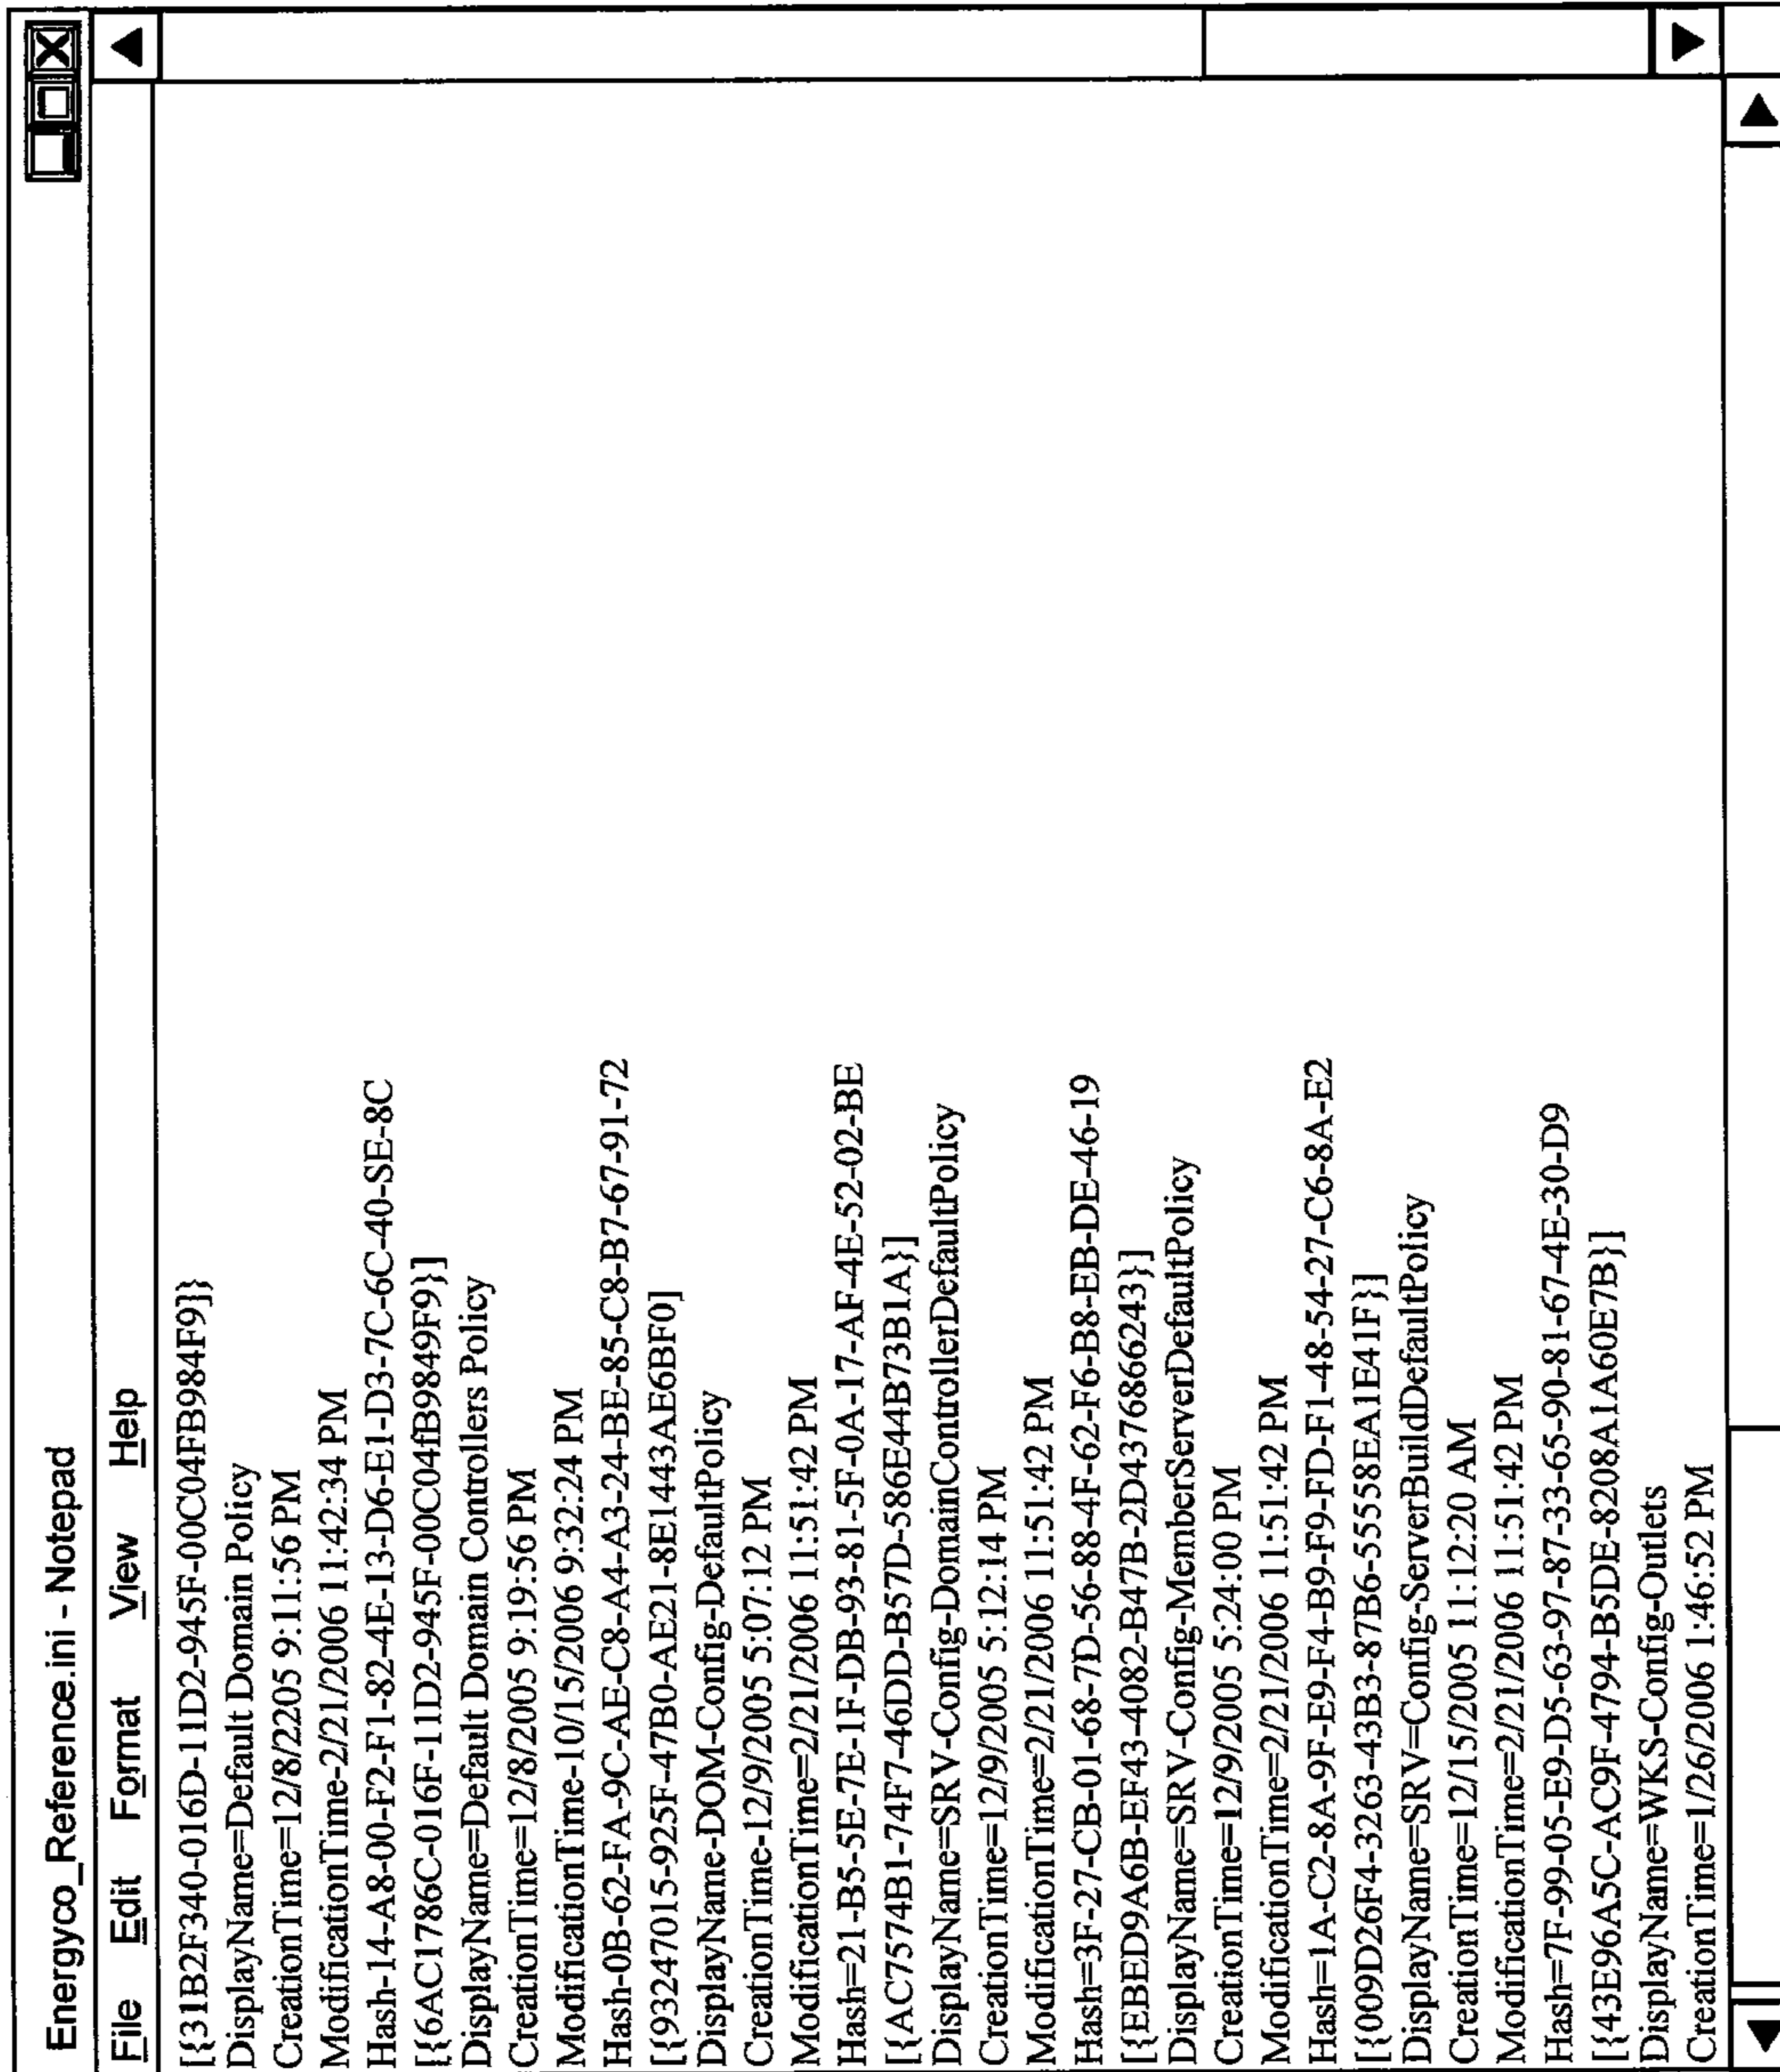 Energyco_Reference.ini - Notepad
File Edit Format View Help
[{31B2F340-016D-11D2-945F-00C04FB984F9]}
DisplayName=Default Domain Policy
CreationTime=12/8/2205 9:11:56 PM
ModificationTime-2/21/2006 11:42:34 PM
Hash-14-A8-00-F2-F1-82-4E-13-D6-E1-D3-7C-6C-40-SE-8C
[{6AC1786C-016F-11D2-945F-00C04fB9849F9}]
DisplayName=Default Domain Controllers Policy
CreationTime=12/8/2005 9:19:56 PM
ModificationTime-10/15/2006 9:32:24 PM
Hash-0B-62-FA-9C-AE-C8-A4-A3-24-BE-85-C8-B7-67-91-72
[{93247015-925F-47B0-AE21-8E1443AE6BF0]
DisplayName-DOM-Config-DefaultPolicy
CreationTime-12/9/2005 5:07:12 PM
ModificationTime=2/21/2006 11:51:42 PM
Hash=21-B5-5E-7E-1F-DB-93-81-5F-0A-17-AF-4E-52-02-BE
[{AC7574B1-74F7-46DD-B57D-586E44B73B1A}]
DisplayName=SRV-Config-DomainControllerDefaultPolicy
CreationTime=12/9/2005 5:12:14 PM
ModificationTime=2/21/2006 11:51:42 PM
Hash=3F-27-CB-01-68-7D-56-88-4F-62-F6-B8-EB-DE-46-19
[{EBED9A6B-EF43-4082-B47B-2D4376866243}]
DisplayName=SRV-Config-MemberServerDefaultPolicy
CreationTime=12/9/2005 5:24:00 PM
ModificationTime=2/21/2006 11:51:42 PM
Hash=1A-C2-8A-9F-E9-F4-B9-F9-FD-F1-48-54-27-C6-8A-E2
[{009D26F4-3263-43B3-87B6-55558EA1E41F}]
DisplayName=SRV=Config-ServerBuildDefaultPolicy
CreationTime=12/15/2005 11:12:20 AM
ModificationTime=2/21/2006 11:51:42 PM
Hash=7F-99-05-E9-D5-63-97-87-33-65-90-81-67-4E-30-D9
[{43E96A5C-AC9F-4794-B5DE-8208A1A60E7B}]
DisplayName=WKS-Config-Outlets
CreationTime=1/26/2006 1:46:52 PM